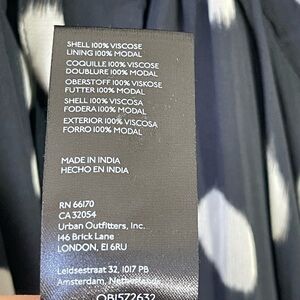 SHELL 100% VISCOSE
LINING 100% MODAL
COQUILLE 100% VISCOSE
DOUBLURE 100% MODAL
OBERSTOFF 100% VISKOSE
FUTTER 100% MODAL
SHELL 100% VISCOSA
FODERA 100% MODAL
EXTERIOR 100% VISCOSA
FORRO 100% MODAL
MADE IN INDIA
HECHO EN INDIA
RN 66170
CA 32054
Urban Outfitters, Inc.
146 Brick Lane
LONDON, E1 6RU
Leidsestraat 32, 1017 PB
Amsterdam, Netherlands
OB1572632